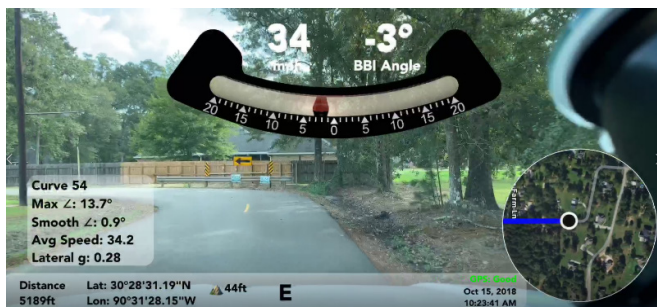 34
mph
-3°
BBI Angle
20 15 10 5 0 5 10 15 20
Curve 54
Max ∠: 13.7°
Smooth ∠: 0.9°
Avg Speed: 34.2
Lateral g: 0.28
Farm Ln
Distance
5189ft
Lat: 30°28'31.19"N
Lon: 90°31'28.15"W
44ft
E
Oct 15, 2018
10:23:41 AM